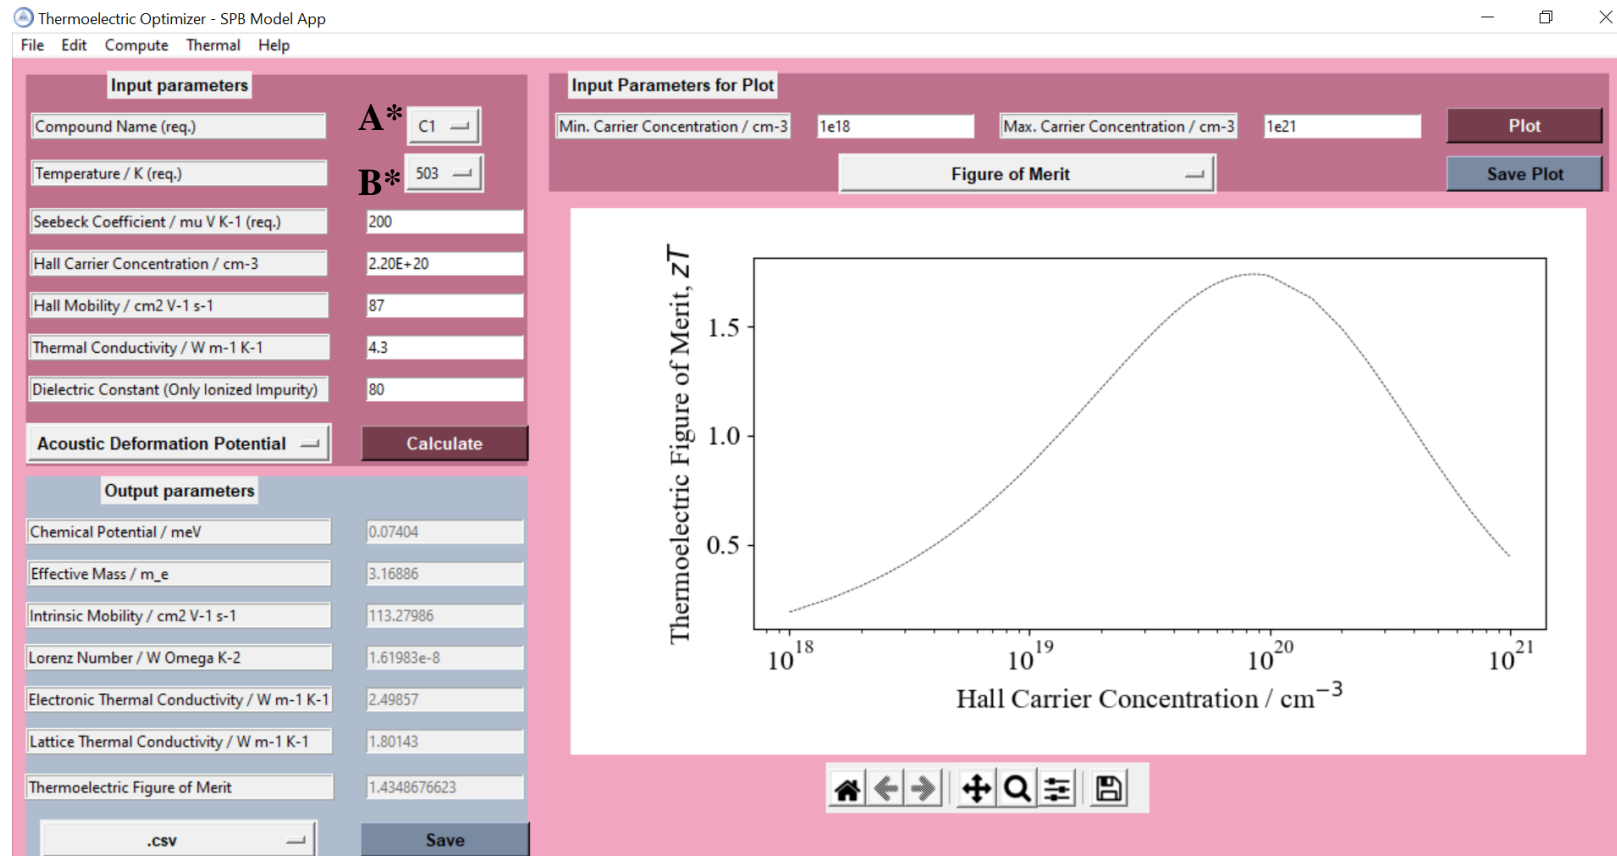 Thermoelectric Optimizer - SPB Model App
File Edit Compute Thermal Help
Input parameters
Compound Name (req.) A* C1
Temperature / K (req.) B* 503
Seebeck Coefficient / mu V K-1 (req.) 200
Hall Carrier Concentration / cm-3 2.20E+20
Hall Mobility / cm2 V-1 s-1 87
Thermal Conductivity / W m-1 K-1 4.3
Dielectric Constant (Only Ionized Impurity) 80
Acoustic Deformation Potential Calculate
Output parameters
Chemical Potential / meV 0.07404
Effective Mass / m_e 3.16886
Intrinsic Mobility / cm2 V-1 s-1 113.27986
Lorenz Number / W Omega K-2 1.61983e-8
Electronic Thermal Conductivity / W m-1 K-1 2.49857
Lattice Thermal Conductivity / W m-1 K-1 1.80143
Thermoelectric Figure of Merit 1.4348676623
.csv Save
Input Parameters for Plot
Min. Carrier Concentration / cm-3 1e18 Max. Carrier Concentration / cm-3 1e21 Plot
Figure of Merit Save Plot
Thermoelectric Figure of Merit, zT
1.5
1.0
0.5
10^18 10^19 10^20 10^21
Hall Carrier Concentration / cm^−3